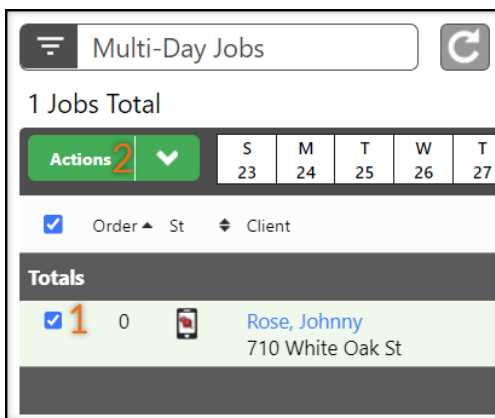 Multi-Day Jobs
1 Jobs Total
Actions 2
S M T W T
23 24 25 26 27
Order St Client
Totals
1 0 Rose, Johnny
710 White Oak St